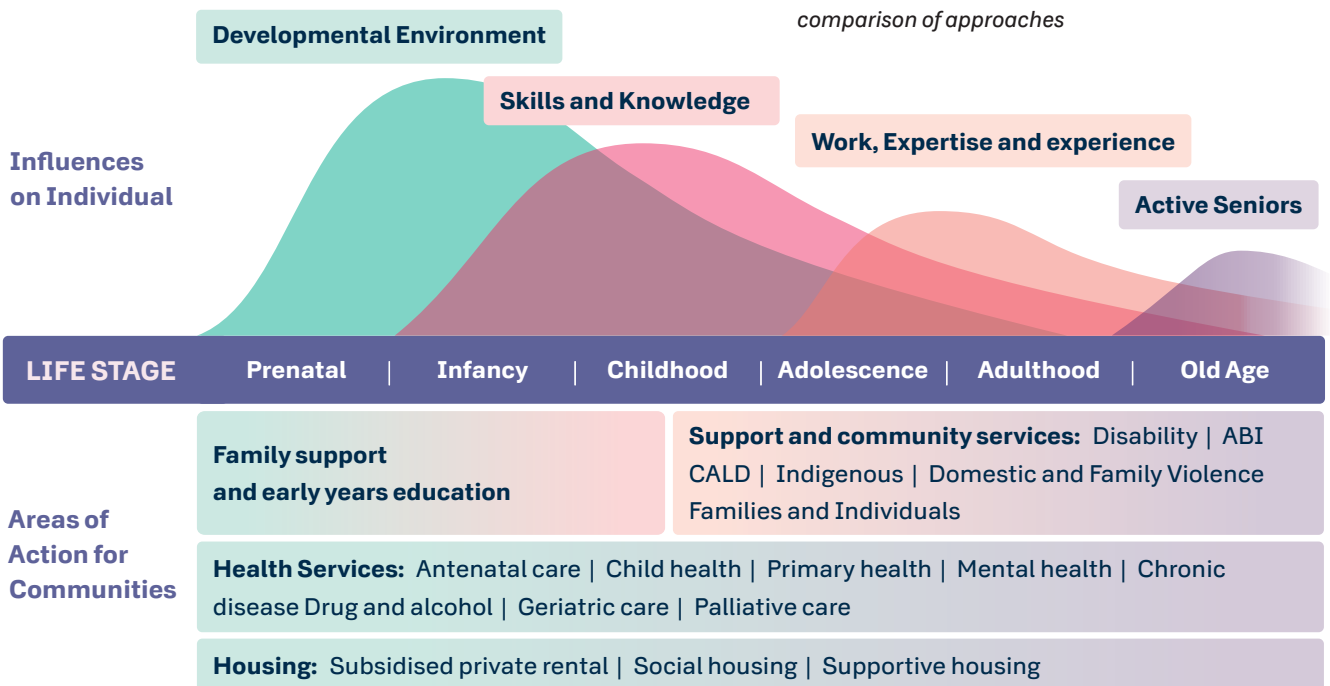 comparison of approaches
Developmental Environment
Skills and Knowledge
Work, Expertise and experience
Active Seniors
Influences
on Individual
LIFE STAGE Prenatal | Infancy | Childhood | Adolescence | Adulthood | Old Age
Areas of
Action for
Communities
Family support
and early years education
Support and community services: Disability | ABI
CALD | Indigenous | Domestic and Family Violence
Families and Individuals
Health Services: Antenatal care | Child health | Primary health | Mental health | Chronic
disease Drug and alcohol | Geriatric care | Palliative care
Housing: Subsidised private rental | Social housing | Supportive housing